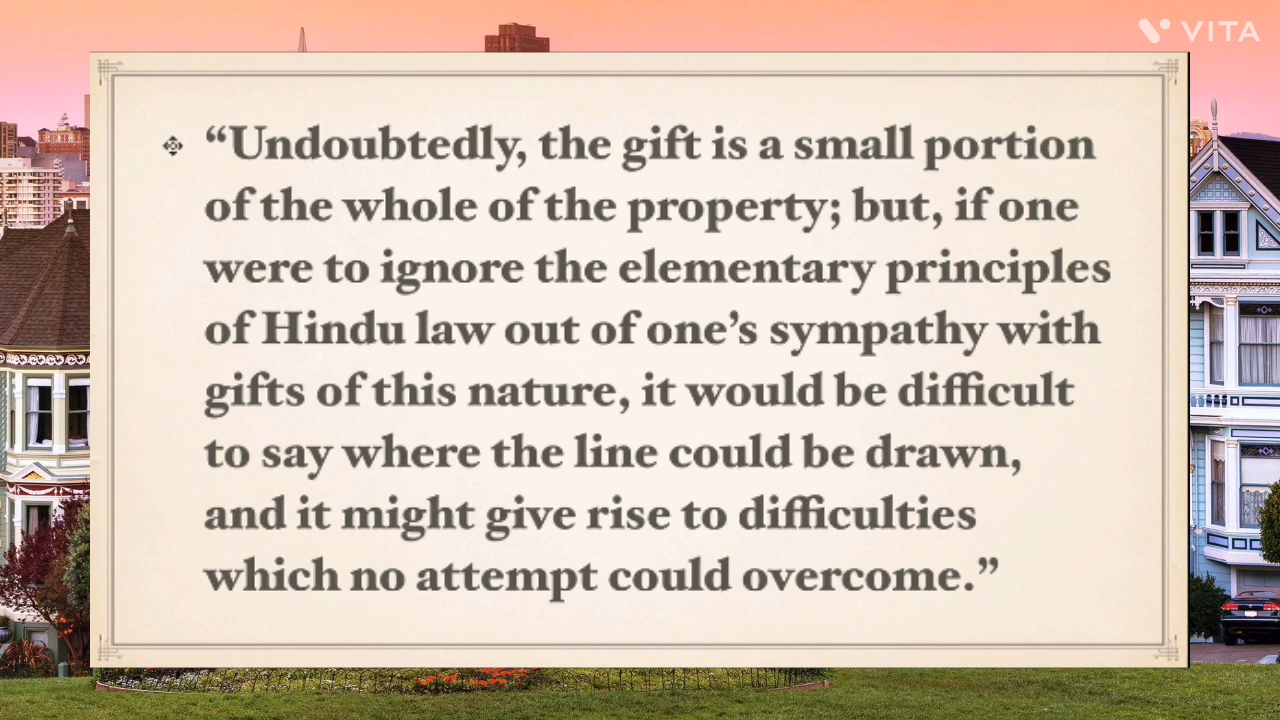 VITA
“Undoubtedly, the gift is a small portion
of the whole of the property; but, if one
were to ignore the elementary principles
of Hindu law out of one’s sympathy with
gifts of this nature, it would be difficult
to say where the line could be drawn,
and it might give rise to difficulties
which no attempt could overcome.”